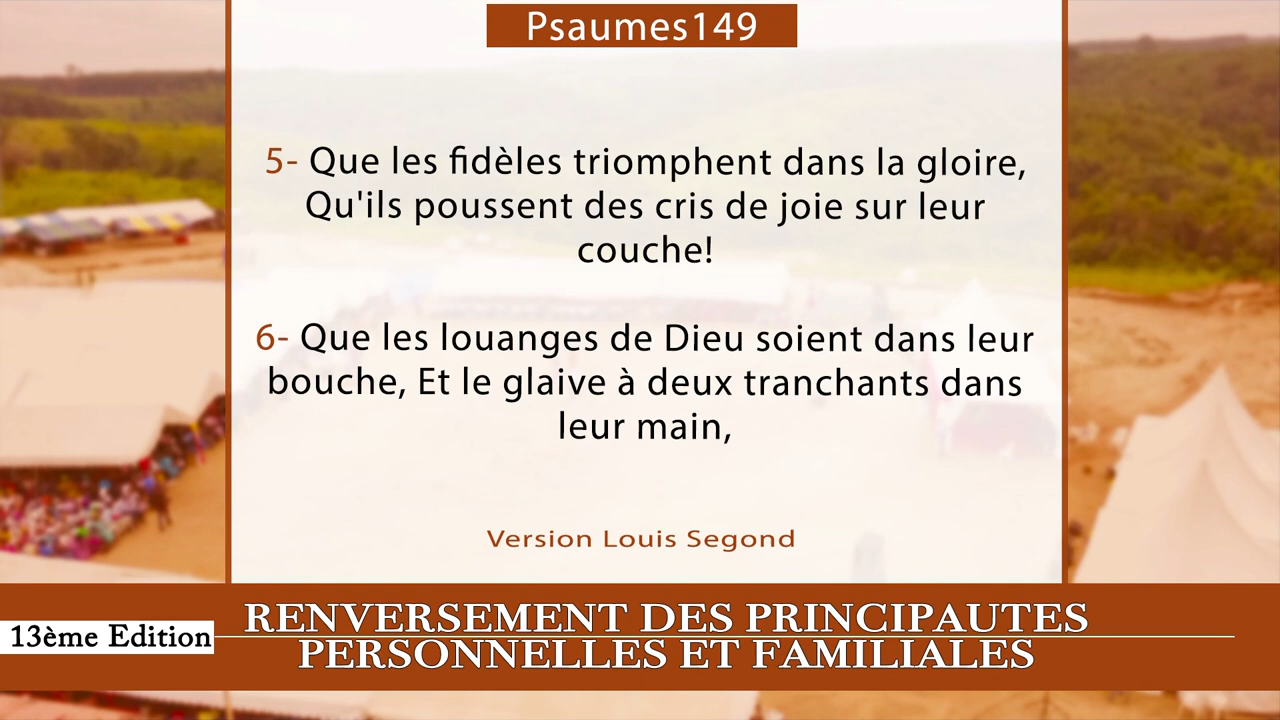 Psaumes149
5- Que les fidèles triomphent dans la gloire,
Qu'ils poussent des cris de joie sur leur
couche!
6- Que les louanges de Dieu soient dans leur
bouche, Et le glaive à deux tranchants dans
leur main,
Version Louis Segond
13ème Edition
RENVERSEMENT DES PRINCIPAUTES
PERSONNELLES ET FAMILIALES